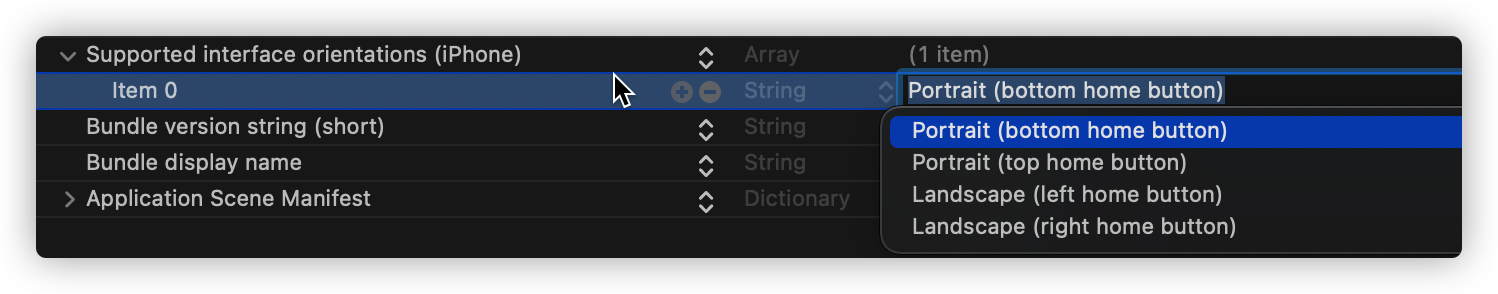 Supported interface orientations (iPhone) Array (1 item)
Item 0 String Portrait (bottom home button)
Bundle version string (short) String
Bundle display name String
Application Scene Manifest Dictionary
Portrait (bottom home button)
Portrait (top home button)
Landscape (left home button)
Landscape (right home button)